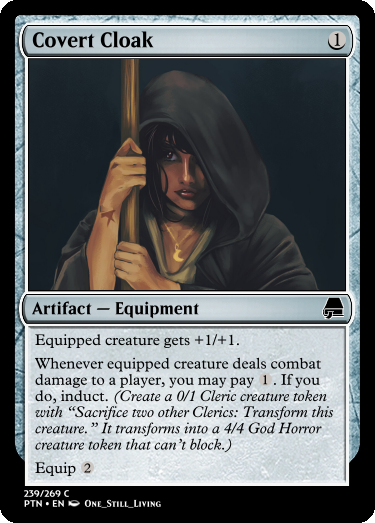 Covert Cloak 1
Artifact — Equipment
Equipped creature gets +1/+1.
Whenever equipped creature deals combat
damage to a player, you may pay 1. If you
do, induct. (Create a 0/1 Cleric creature token
with “Sacrifice two other Clerics: Transform this
creature.” It transforms into a 4/4 God Horror
creature token that can’t block.)
Equip 2
239/269 C
PTN • EN One_Still_Living